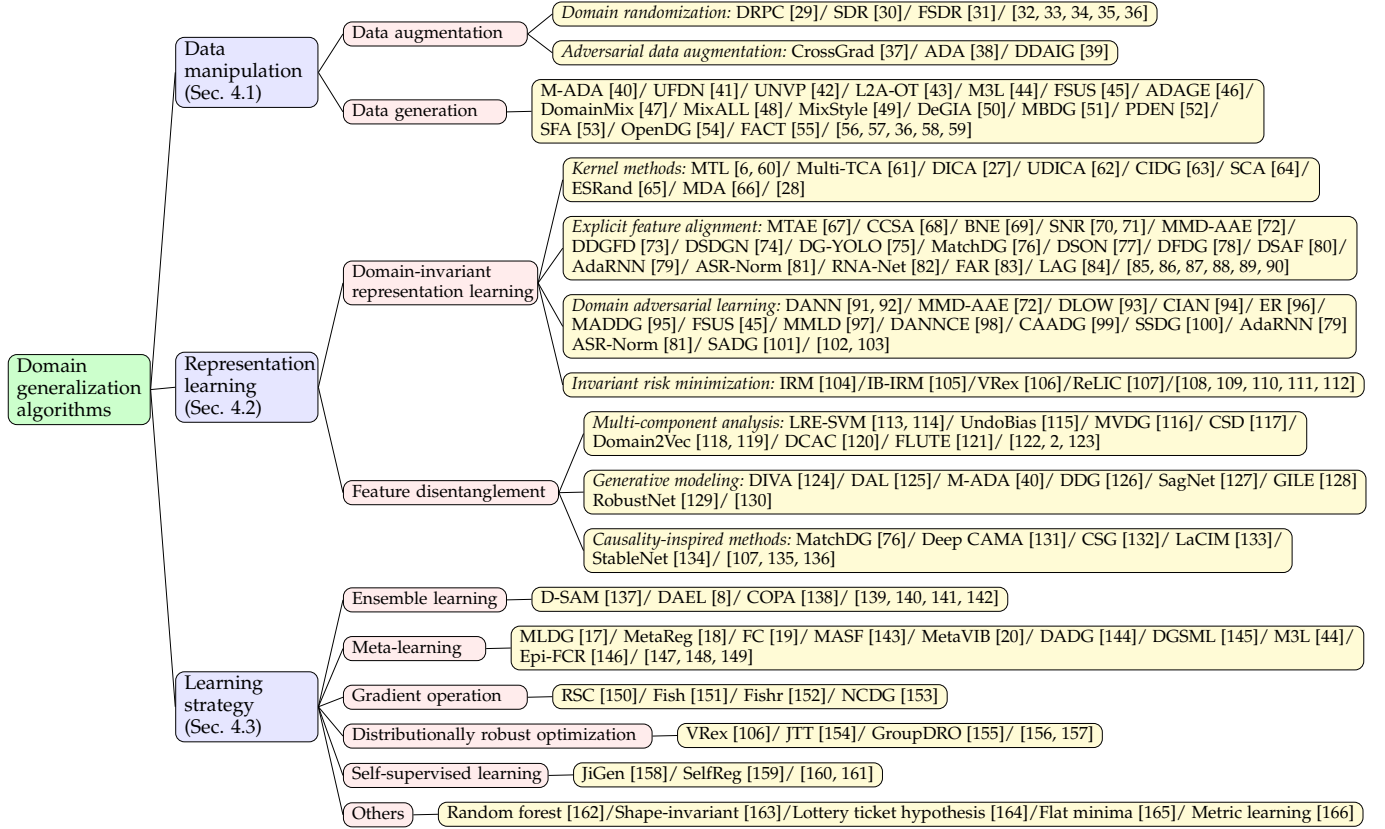 Domain
generalization
algorithms
Data
manipulation
(Sec. 4.1)
Data augmentation
Domain randomization: DRPC [29]/ SDR [30]/ FSDR [31]/ [32, 33, 34, 35, 36]
Adversarial data augmentation: CrossGrad [37]/ ADA [38]/ DDAIG [39]
Data generation
M-ADA [40]/ UFDN [41]/ UNVP [42]/ L2A-OT [43]/ M3L [44]/ FSUS [45]/ ADAGE [46]/
DomainMix [47]/ MixALL [48]/ MixStyle [49]/ DeGIA [50]/ MBDG [51]/ PDEN [52]/
SFA [53]/ OpenDG [54]/ FACT [55]/ [56, 57, 36, 58, 59]
Representation
learning
(Sec. 4.2)
Domain-invariant
representation learning
Kernel methods: MTL [6, 60]/ Multi-TCA [61]/ DICA [27]/ UDICA [62]/ CIDG [63]/ SCA [64]/
ESRand [65]/ MDA [66]/ [28]
Explicit feature alignment: MTAE [67]/ CCSA [68]/ BNE [69]/ SNR [70, 71]/ MMD-AAE [72]/
DDGFD [73]/ DSDGN [74]/ DG-YOLO [75]/ MatchDG [76]/ DSON [77]/ DFDG [78]/ DSAF [80]/
AdaRNN [79]/ ASR-Norm [81]/ RNA-Net [82]/ FAR [83]/ LAG [84]/ [85, 86, 87, 88, 89, 90]
Domain adversarial learning: DANN [91, 92]/ MMD-AAE [72]/ DLOW [93]/ CIAN [94]/ ER [96]/
MADDG [95]/ FSUS [45]/ MMLD [97]/ DANNCE [98]/ CAADG [99]/ SSDG [100]/ AdaRNN [79]
ASR-Norm [81]/ SADG [101]/ [102, 103]
Invariant risk minimization: IRM [104]/IB-IRM [105]/VRex [106]/ReLIC [107]/[108, 109, 110, 111, 112]
Feature disentanglement
Multi-component analysis: LRE-SVM [113, 114]/ UndoBias [115]/ MVDG [116]/ CSD [117]/
Domain2Vec [118, 119]/ DCAC [120]/ FLUTE [121]/ [122, 2, 123]
Generative modeling: DIVA [124]/ DAL [125]/ M-ADA [40]/ DDG [126]/ SagNet [127]/ GILE [128]
RobustNet [129]/ [130]
Causality-inspired methods: MatchDG [76]/ Deep CAMA [131]/ CSG [132]/ LaCIM [133]/
StableNet [134]/ [107, 135, 136]
Learning
strategy
(Sec. 4.3)
Ensemble learning
D-SAM [137]/ DAEL [8]/ COPA [138]/ [139, 140, 141, 142]
Meta-learning
MLDG [17]/ MetaReg [18]/ FC [19]/ MASF [143]/ MetaVIB [20]/ DADG [144]/ DGSML [145]/ M3L [44]/
Epi-FCR [146]/ [147, 148, 149]
Gradient operation
RSC [150]/ Fish [151]/ Fishr [152]/ NCDG [153]
Distributionally robust optimization
VRex [106]/ JTT [154]/ GroupDRO [155]/ [156, 157]
Self-supervised learning
JiGen [158]/ SelfReg [159]/ [160, 161]
Others
Random forest [162]/Shape-invariant [163]/Lottery ticket hypothesis [164]/Flat minima [165]/ Metric learning [166]